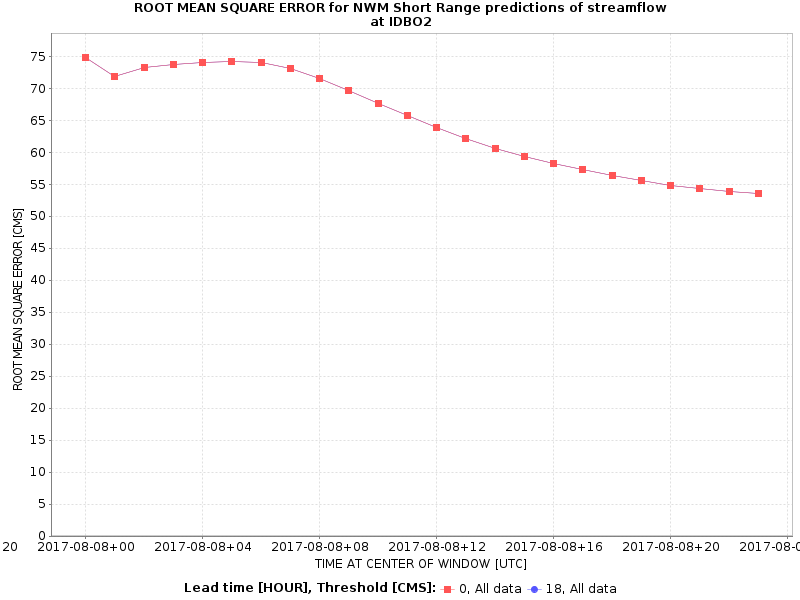 ROOT MEAN SQUARE ERROR for NWM Short Range predictions of streamflow
at IDBO2
ROOT MEAN SQUARE ERROR [CMS]
75
70
65
60
55
50
45
40
35
30
25
20
15
10
5
0
20 2017-08-08+00 2017-08-08+04 2017-08-08+08 2017-08-08+12 2017-08-08+16 2017-08-08+20 2017-08-0
TIME AT CENTER OF WINDOW [UTC]
Lead time [HOUR], Threshold [CMS]: 0, All data 18, All data